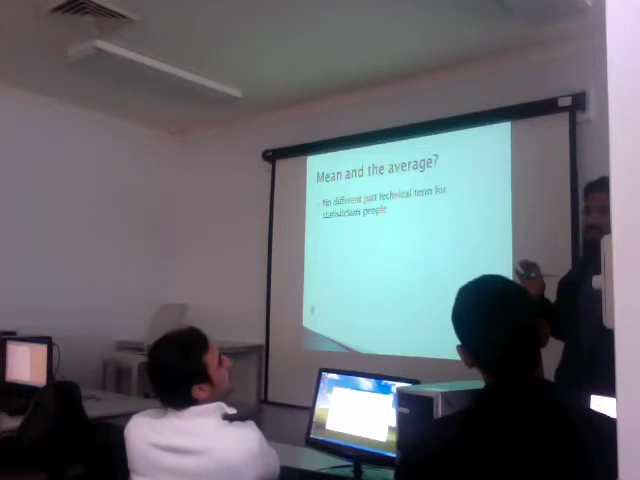 Mean and the average?
No different just technical term for
statisticians people